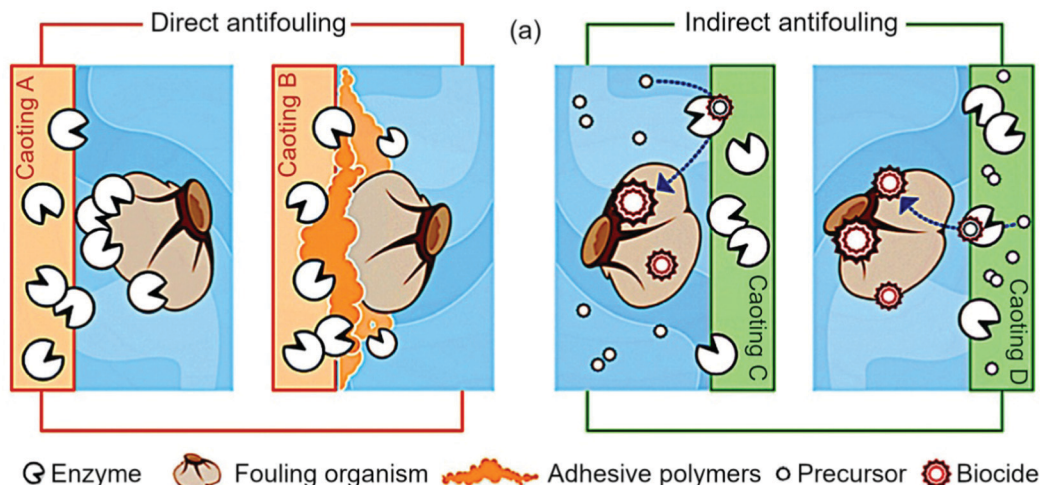 Direct antifouling
(a)
Indirect antifouling
Caoting A
Caoting B
Caoting C
Caoting D
Enzyme
Fouling organism
Adhesive polymers
Precursor
Biocide